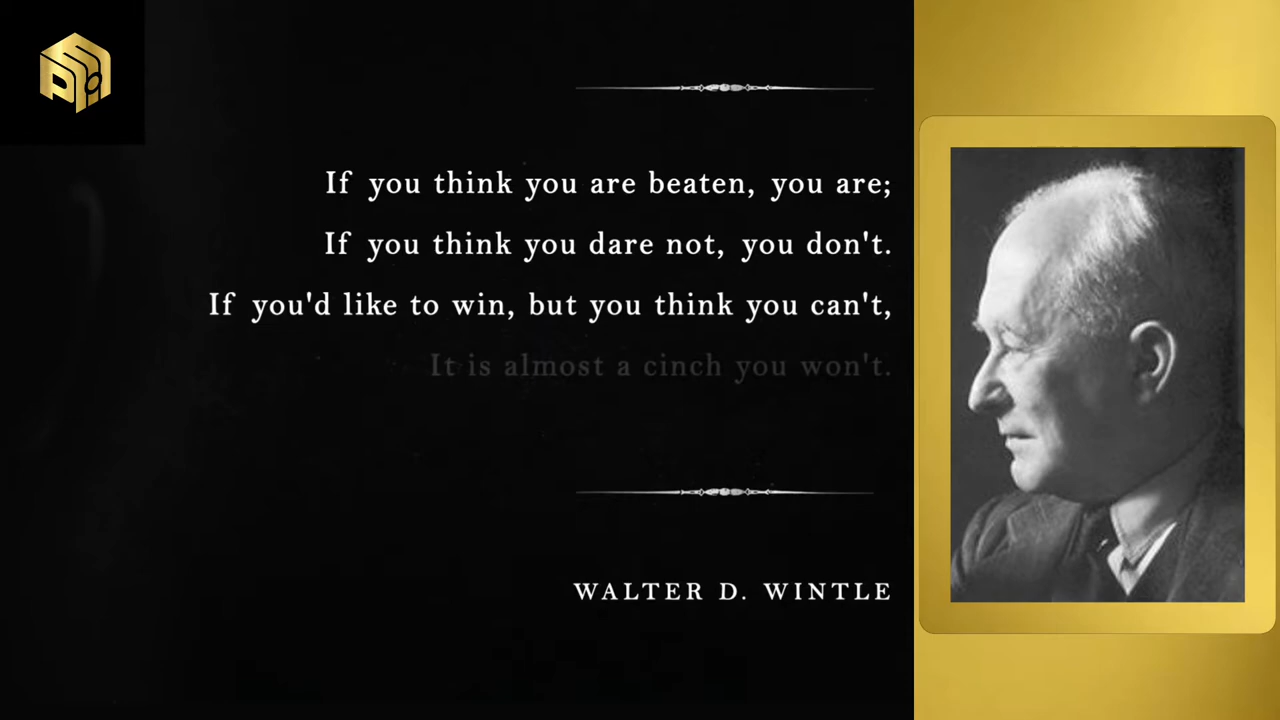 If you think you are beaten, you are;
If you think you dare not, you don't.
If you'd like to win, but you think you can't,
It is almost a cinch you won't.
WALTER D. WINTLE